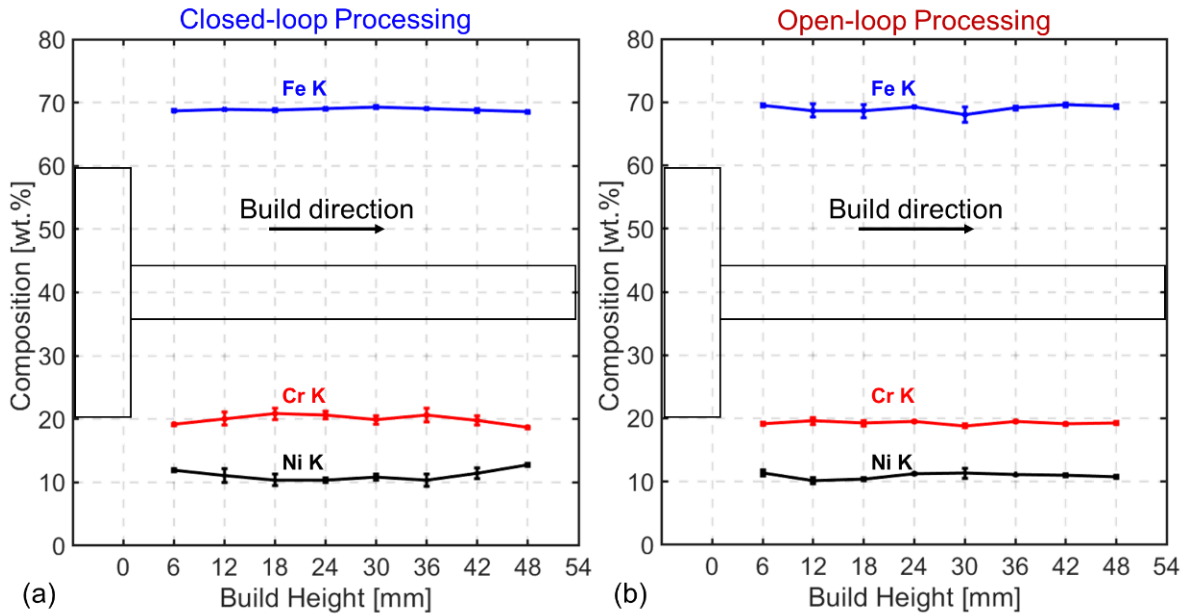 Closed-loop Processing
80
70
60
50
40
30
20
10
0
Composition [wt.%]
Fe K
Build direction
Cr K
Ni K
0 6 12 18 24 30 36 42 48 54
Build Height [mm]
(a)
Open-loop Processing
80
70
60
50
40
30
20
10
0
Composition [wt.%]
Fe K
Build direction
Cr K
Ni K
0 6 12 18 24 30 36 42 48 54
Build Height [mm]
(b)